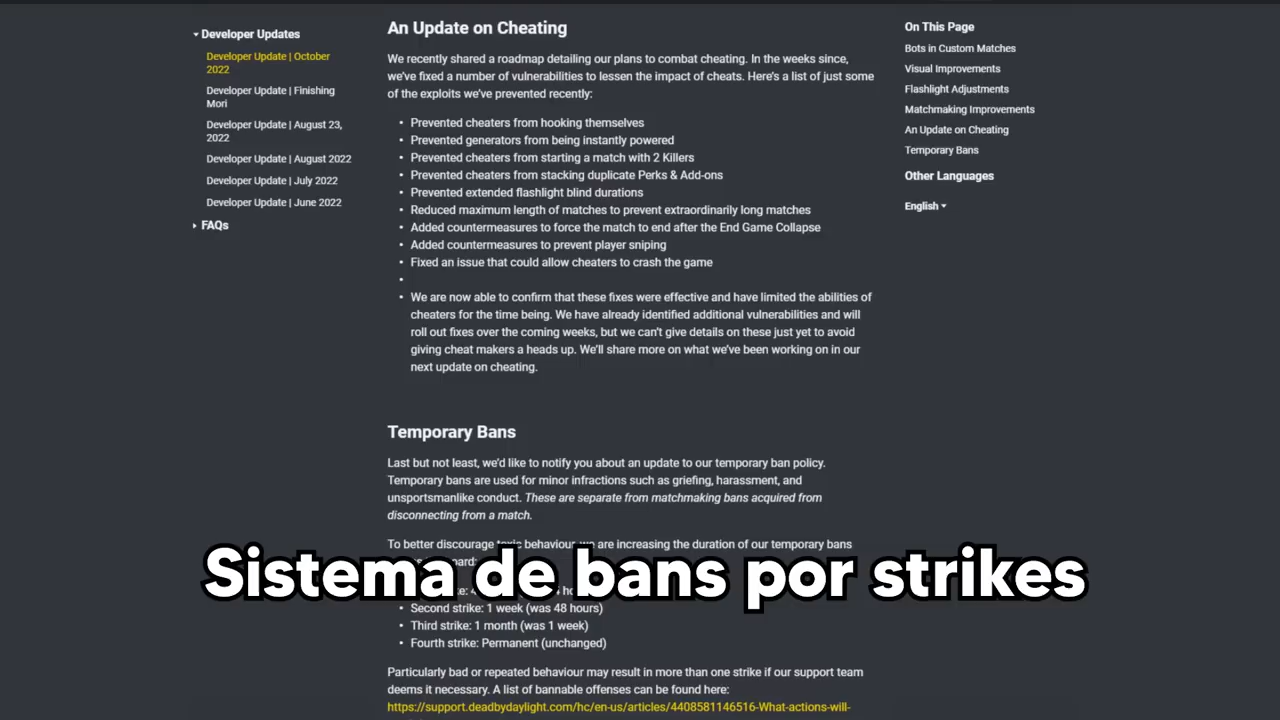 Developer Updates
Developer Update | October
2022
Developer Update | Finishing
Mori
Developer Update | August 23,
2022
Developer Update | August 2022
Developer Update | July 2022
Developer Update | June 2022
FAQs
An Update on Cheating
We recently shared a roadmap detailing our plans to combat cheating. In the weeks since,
we've fixed a number of vulnerabilities to lessen the impact of cheats. Here's a list of just some
of the exploits we've prevented recently:
• Prevented cheaters from hooking themselves
• Prevented generators from being instantly powered
• Prevented cheaters from starting a match with 2 Killers
• Prevented cheaters from stacking duplicate Perks & Add-ons
• Prevented extended flashlight blind durations
• Reduced maximum length of matches to prevent extraordinarily long matches
• Added countermeasures to force the match to end after the End Game Collapse
• Added countermeasures to prevent player sniping
• Fixed an issue that could allow cheaters to crash the game
•
• We are now able to confirm that these fixes were effective and have limited the abilities of
cheaters for the time being. We have already identified additional vulnerabilities and will
roll out fixes over the coming weeks, but we can't give details on these just yet to avoid
giving cheat makers a heads up. We'll share more on what we've been working on in our
next update on cheating.
Temporary Bans
Last but not least, we'd like to notify you about an update to our temporary ban policy.
Temporary bans are used for minor infractions such as griefing, harassment, and
unsportsmanlike conduct. These are separate from matchmaking bans acquired from
disconnecting from a match.
To better discourage toxic behaviour, we are increasing the duration of our temporary bans
Sistema de bans por strikes
• Second strike: 1 week (was 48 hours)
• Third strike: 1 month (was 1 week)
• Fourth strike: Permanent (unchanged)
Particularly bad or repeated behaviour may result in more than one strike if our support team
deems it necessary. A list of bannable offenses can be found here:
https://support.deadbydaylight.com/hc/en-us/articles/4408581146516-What-actions-will-
On This Page
Bots in Custom Matches
Visual Improvements
Flashlight Adjustments
Matchmaking Improvements
An Update on Cheating
Temporary Bans
Other Languages
English